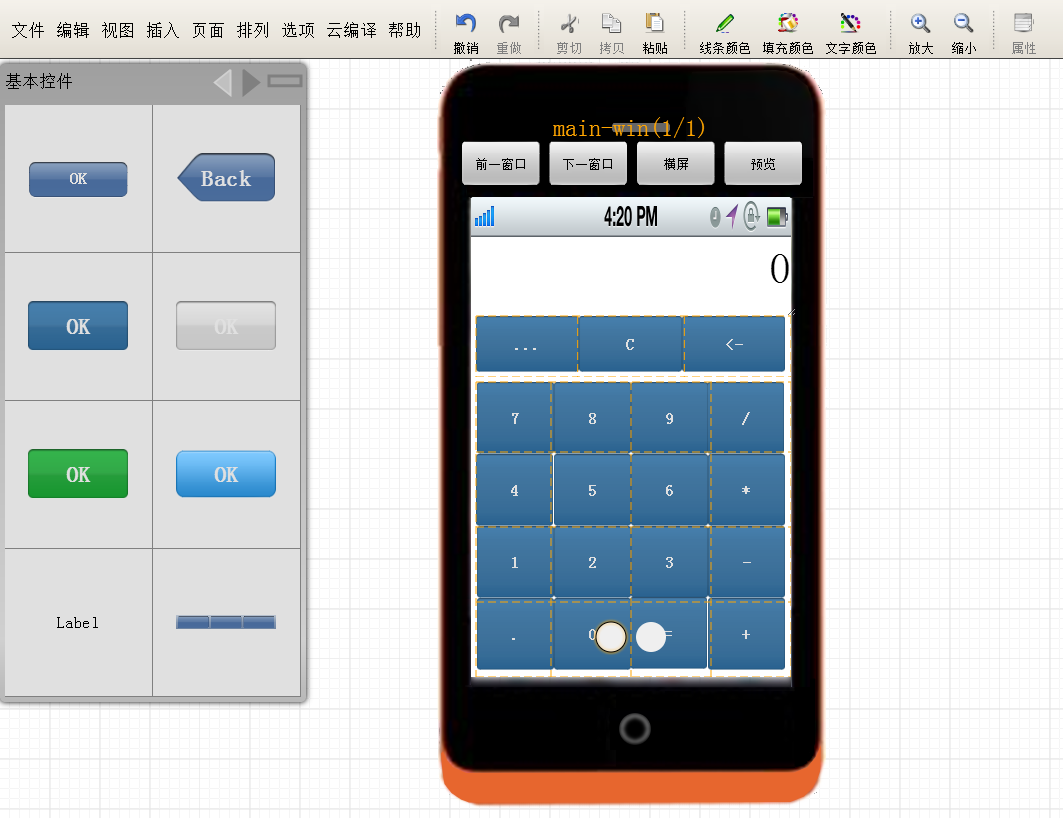 文件 编辑 视图 插入 页面 排列 选项 云编译 帮助
撤销 重做 剪切 拷贝 粘贴 线条颜色 填充颜色 文字颜色 放大 缩小 属性
基本控件
OK Back
OK OK
OK OK
Label
main-win(1/1)
前一窗口 下一窗口 横屏 预览
4:20 PM
0
... C <-
7 8 9 /
4 5 6 *
1 2 3 -
. 0 = +